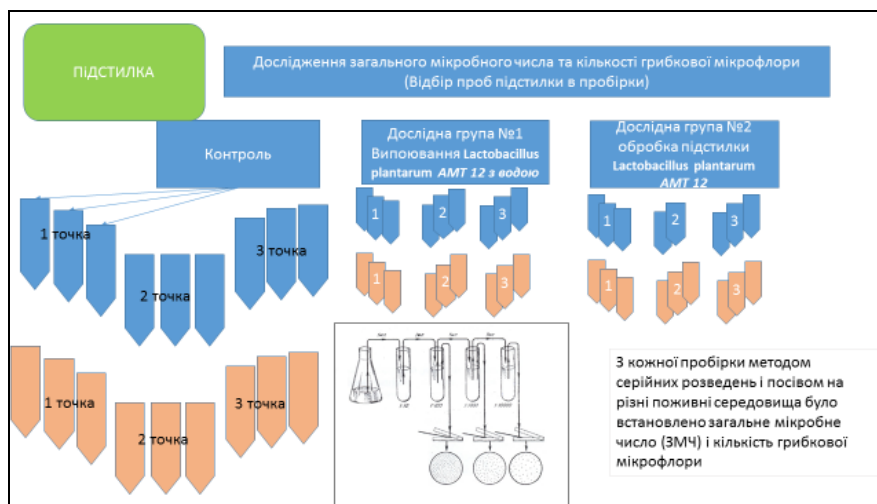 ПІДСТИЛКА
Дослідження загального мікробного числа та кількості грибкової мікрофлори
(Відбір проб підстилки в пробірки)
Контроль
Дослідна група №1
Випоювання Lactobacillus
plantarum АМТ 12 з водою
Дослідна група №2
обробка підстилки
Lactobacillus plantarum
АМТ 12
1 точка
2 точка
3 точка
1
2
3
1
2
3
1
2
3
1
2
3
1 точка
2 точка
3 точка
З кожної пробірки методом
серійних розведень і посівом на
різні поживні середовища було
встановлено загальне мікробне
число (ЗМЧ) і кількість грибкової
мікрофлори